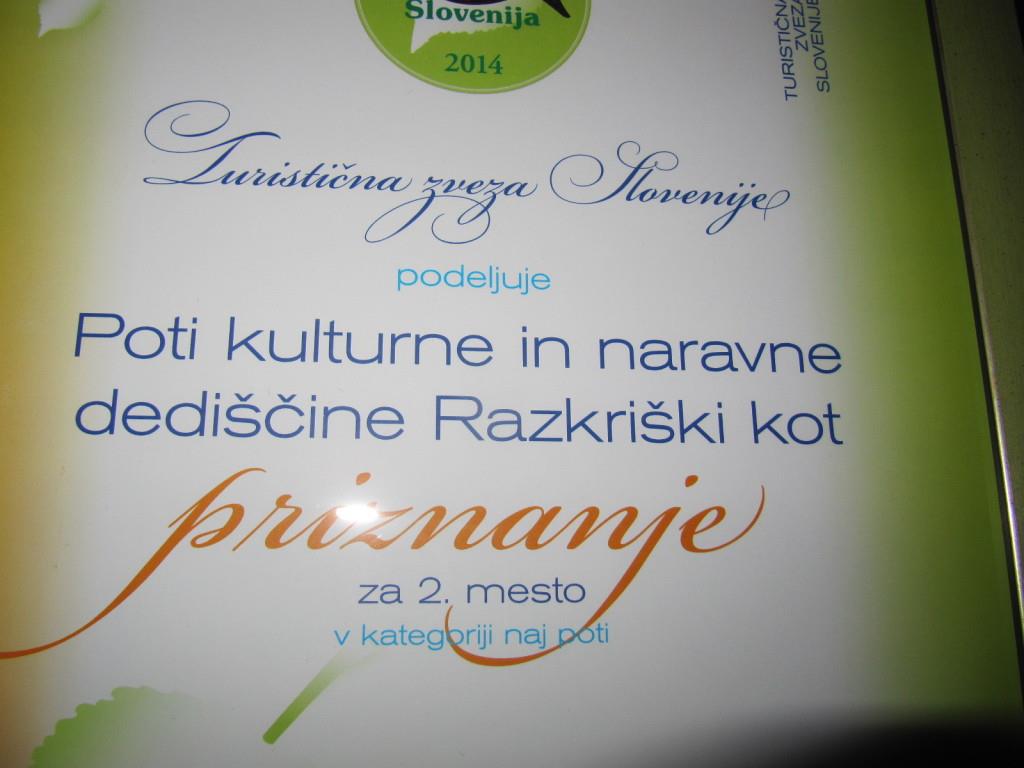 Slovenija
2014
TURISTIČNA
ZVEZA
SLOVENIJE
Turistična zveza Slovenije
podeljuje
Poti kulturne in naravne
dediščine Razkriški kot
priznanje
za 2. mesto
v kategoriji naj poti